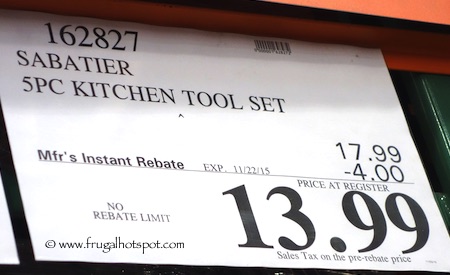 162827
SABATIER
5PC KITCHEN TOOL SET
^
17.99
Mfr's Instant Rebate EXP. 11/22/15 -4.00
PRICE AT REGISTER
NO
REBATE LIMIT
13.99
© www.frugalhotspot.com
Sales Tax on the pre-rebate price